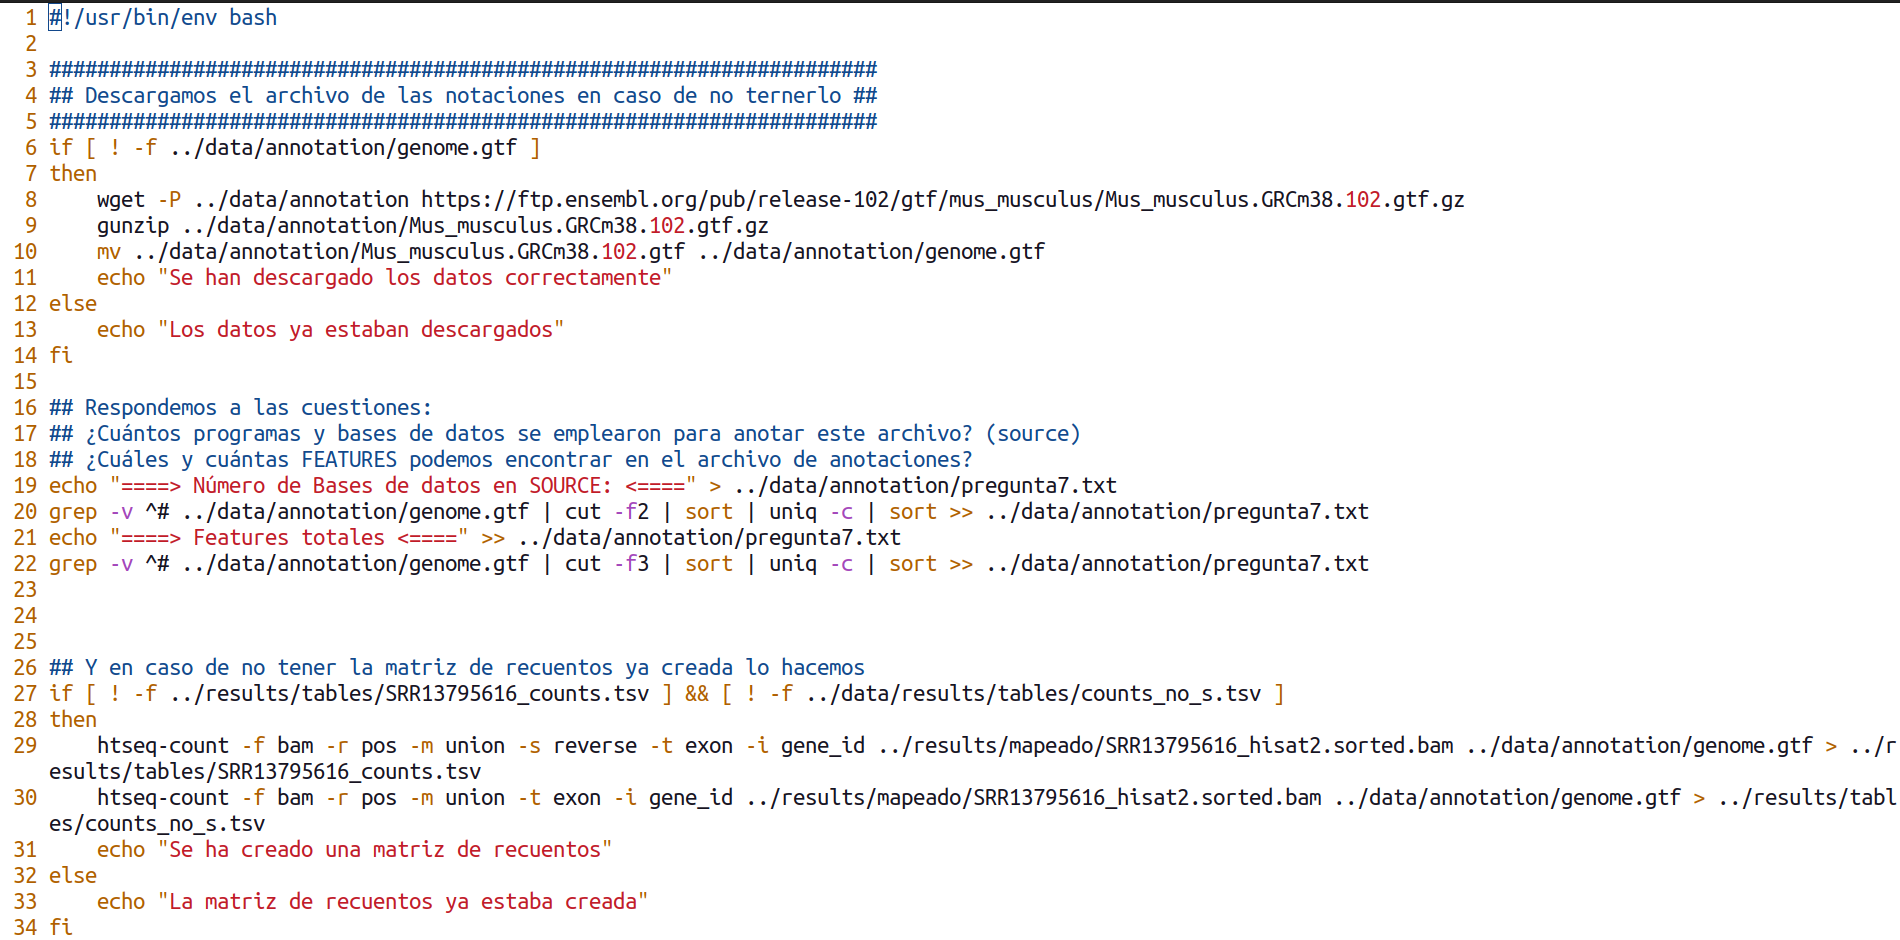 1 #!/usr/bin/env bash
2
3 #####################################################################
4 ## Descargamos el archivo de las notaciones en caso de no ternerlo ##
5 #####################################################################
6 if [ ! -f ../data/annotation/genome.gtf ]
7 then
8     wget -P ../data/annotation https://ftp.ensembl.org/pub/release-102/gtf/mus_musculus/Mus_musculus.GRCm38.102.gtf.gz
9     gunzip ../data/annotation/Mus_musculus.GRCm38.102.gtf.gz
10     mv ../data/annotation/Mus_musculus.GRCm38.102.gtf ../data/annotation/genome.gtf
11     echo "Se han descargado los datos correctamente"
12 else
13     echo "Los datos ya estaban descargados"
14 fi
15
16 ## Respondemos a las cuestiones:
17 ## ¿Cuántos programas y bases de datos se emplearon para anotar este archivo? (source)
18 ## ¿Cuáles y cuántas FEATURES podemos encontrar en el archivo de anotaciones?
19 echo "====> Número de Bases de datos en SOURCE: <====" > ../data/annotation/pregunta7.txt
20 grep -v ^# ../data/annotation/genome.gtf | cut -f2 | sort | uniq -c | sort >> ../data/annotation/pregunta7.txt
21 echo "====> Features totales <====" >> ../data/annotation/pregunta7.txt
22 grep -v ^# ../data/annotation/genome.gtf | cut -f3 | sort | uniq -c | sort >> ../data/annotation/pregunta7.txt
23
24
25
26 ## Y en caso de no tener la matriz de recuentos ya creada lo hacemos
27 if [ ! -f ../results/tables/SRR13795616_counts.tsv ] && [ ! -f ../data/results/tables/counts_no_s.tsv ]
28 then
29     htseq-count -f bam -r pos -m union -s reverse -t exon -i gene_id ../results/mapeado/SRR13795616_hisat2.sorted.bam ../data/annotation/genome.gtf > ../r
esults/tables/SRR13795616_counts.tsv
30     htseq-count -f bam -r pos -m union -t exon -i gene_id ../results/mapeado/SRR13795616_hisat2.sorted.bam ../data/annotation/genome.gtf > ../results/tabl
es/counts_no_s.tsv
31     echo "Se ha creado una matriz de recuentos"
32 else
33     echo "La matriz de recuentos ya estaba creada"
34 fi